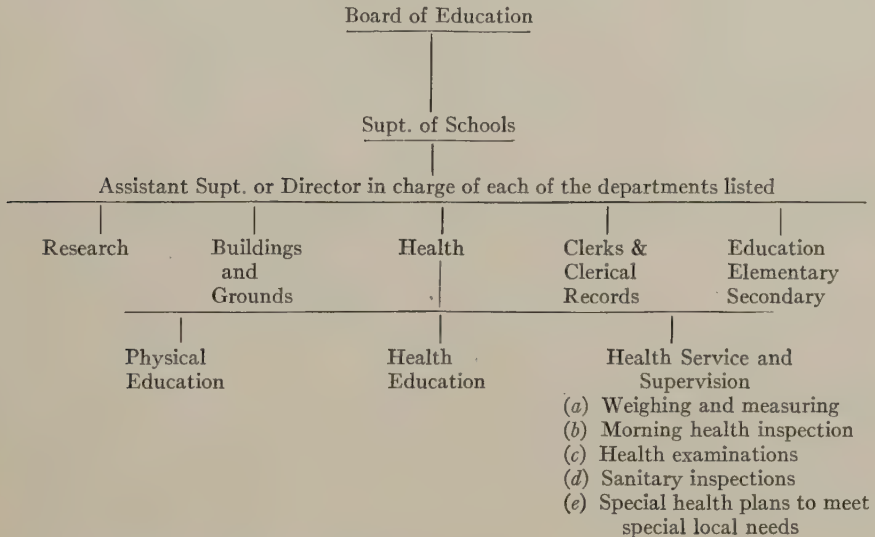 Board of Education
Supt. of Schools
Assistant Supt. or Director in charge of each of the departments listed
Research
Buildings
and
Grounds
Health
Clerks &
Clerical
Records
Education
Elementary
Secondary
Physical
Education
Health
Education
Health Service and
Supervision
(a) Weighing and measuring
(b) Morning health inspection
(c) Health examinations
(d) Sanitary inspections
(e) Special health plans to meet
special local needs